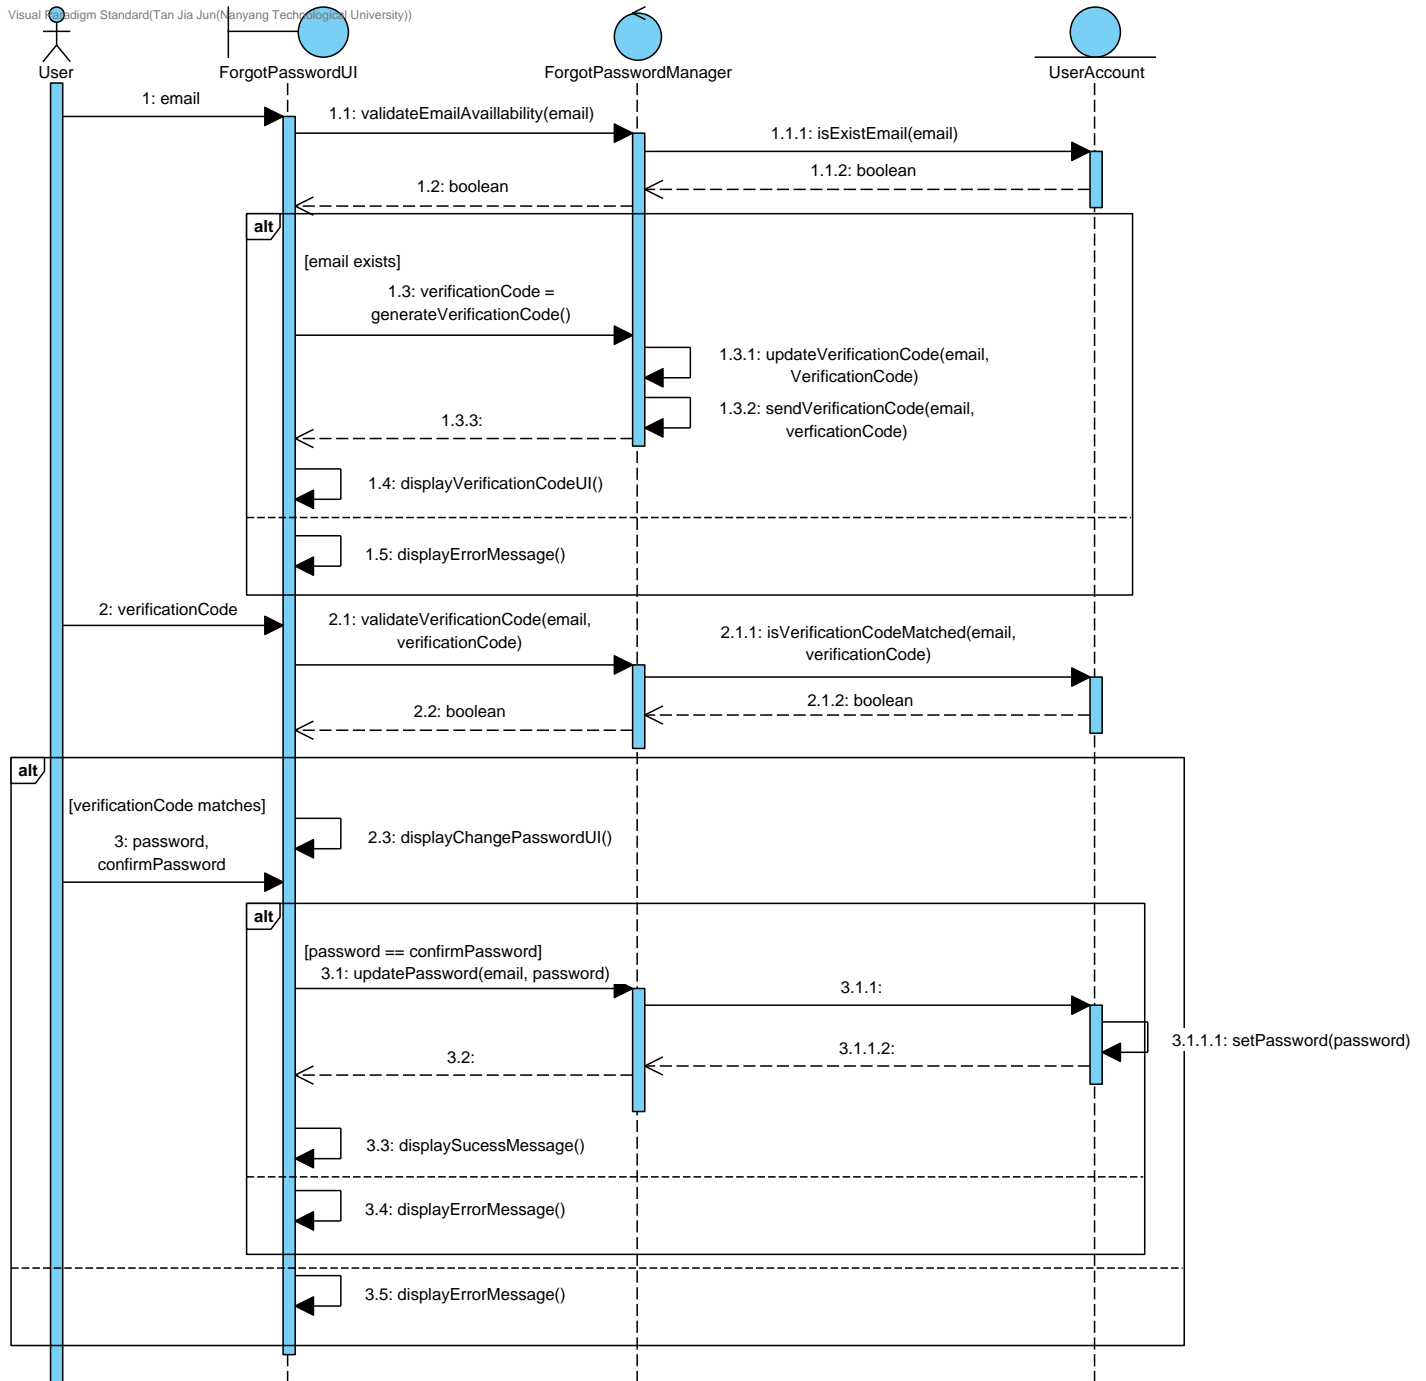 Visual Paradigm Standard(Tan Jia Jun(Nanyang Technological University))
User
ForgotPasswordUI
ForgotPasswordManager
UserAccount
1: email
1.1: validateEmailAvaillability(email)
1.1.1: isExistEmail(email)
1.1.2: boolean
1.2: boolean
alt
[email exists]
1.3: verificationCode =
generateVerificationCode()
1.3.1: updateVerificationCode(email,
VerificationCode)
1.3.2: sendVerificationCode(email,
verficationCode)
1.3.3:
1.4: displayVerificationCodeUI()
1.5: displayErrorMessage()
2: verificationCode
2.1: validateVerificationCode(email,
verificationCode)
2.1.1: isVerificationCodeMatched(email,
verificationCode)
2.1.2: boolean
2.2: boolean
alt
[verificationCode matches]
2.3: displayChangePasswordUI()
3: password,
confirmPassword
alt
[password == confirmPassword]
3.1: updatePassword(email, password)
3.1.1:
3.1.1.1: setPassword(password)
3.1.1.2:
3.2:
3.3: displaySucessMessage()
3.4: displayErrorMessage()
3.5: displayErrorMessage()